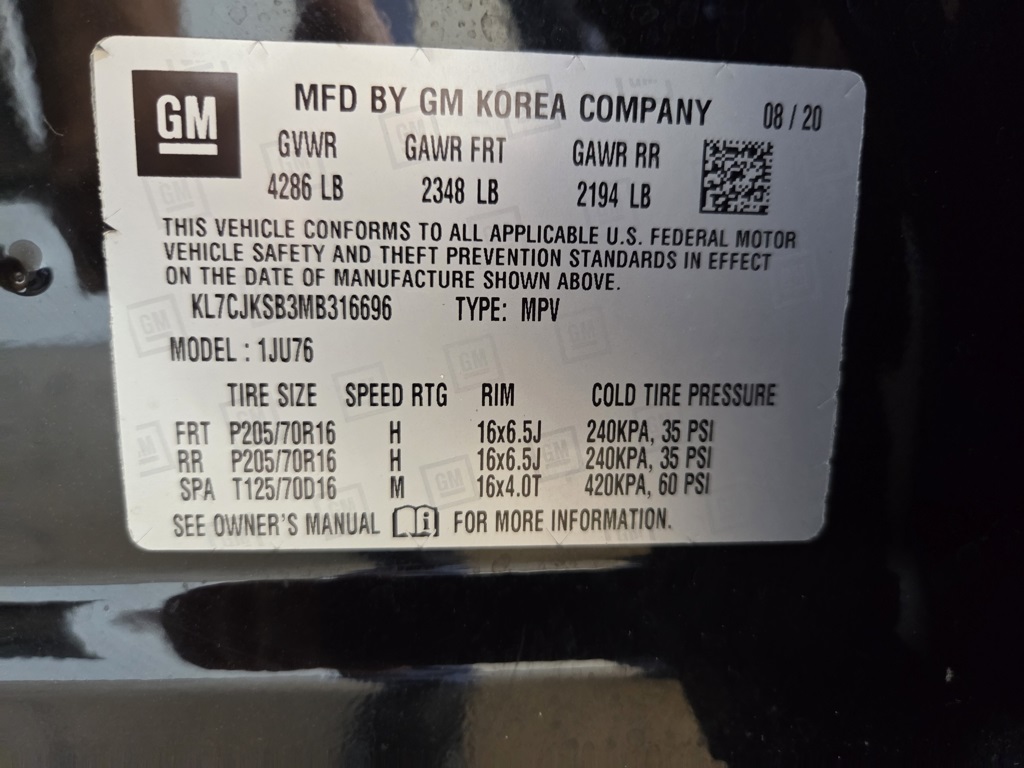 GM
MFD BY GM KOREA COMPANY 08 / 20
GVWR GAWR FRT GAWR RR
4286 LB 2348 LB 2194 LB
THIS VEHICLE CONFORMS TO ALL APPLICABLE U.S. FEDERAL MOTOR
VEHICLE SAFETY AND THEFT PREVENTION STANDARDS IN EFFECT
ON THE DATE OF MANUFACTURE SHOWN ABOVE.
KL7CJKSB3MB316696 TYPE: MPV
MODEL : 1JU76
TIRE SIZE SPEED RTG RIM COLD TIRE PRESSURE
FRT P205/70R16 H 16x6.5J 240KPA, 35 PSI
RR P205/70R16 H 16x6.5J 240KPA, 35 PSI
SPA T125/70D16 M 16x4.0T 420KPA, 60 PSI
SEE OWNER'S MANUAL i FOR MORE INFORMATION.